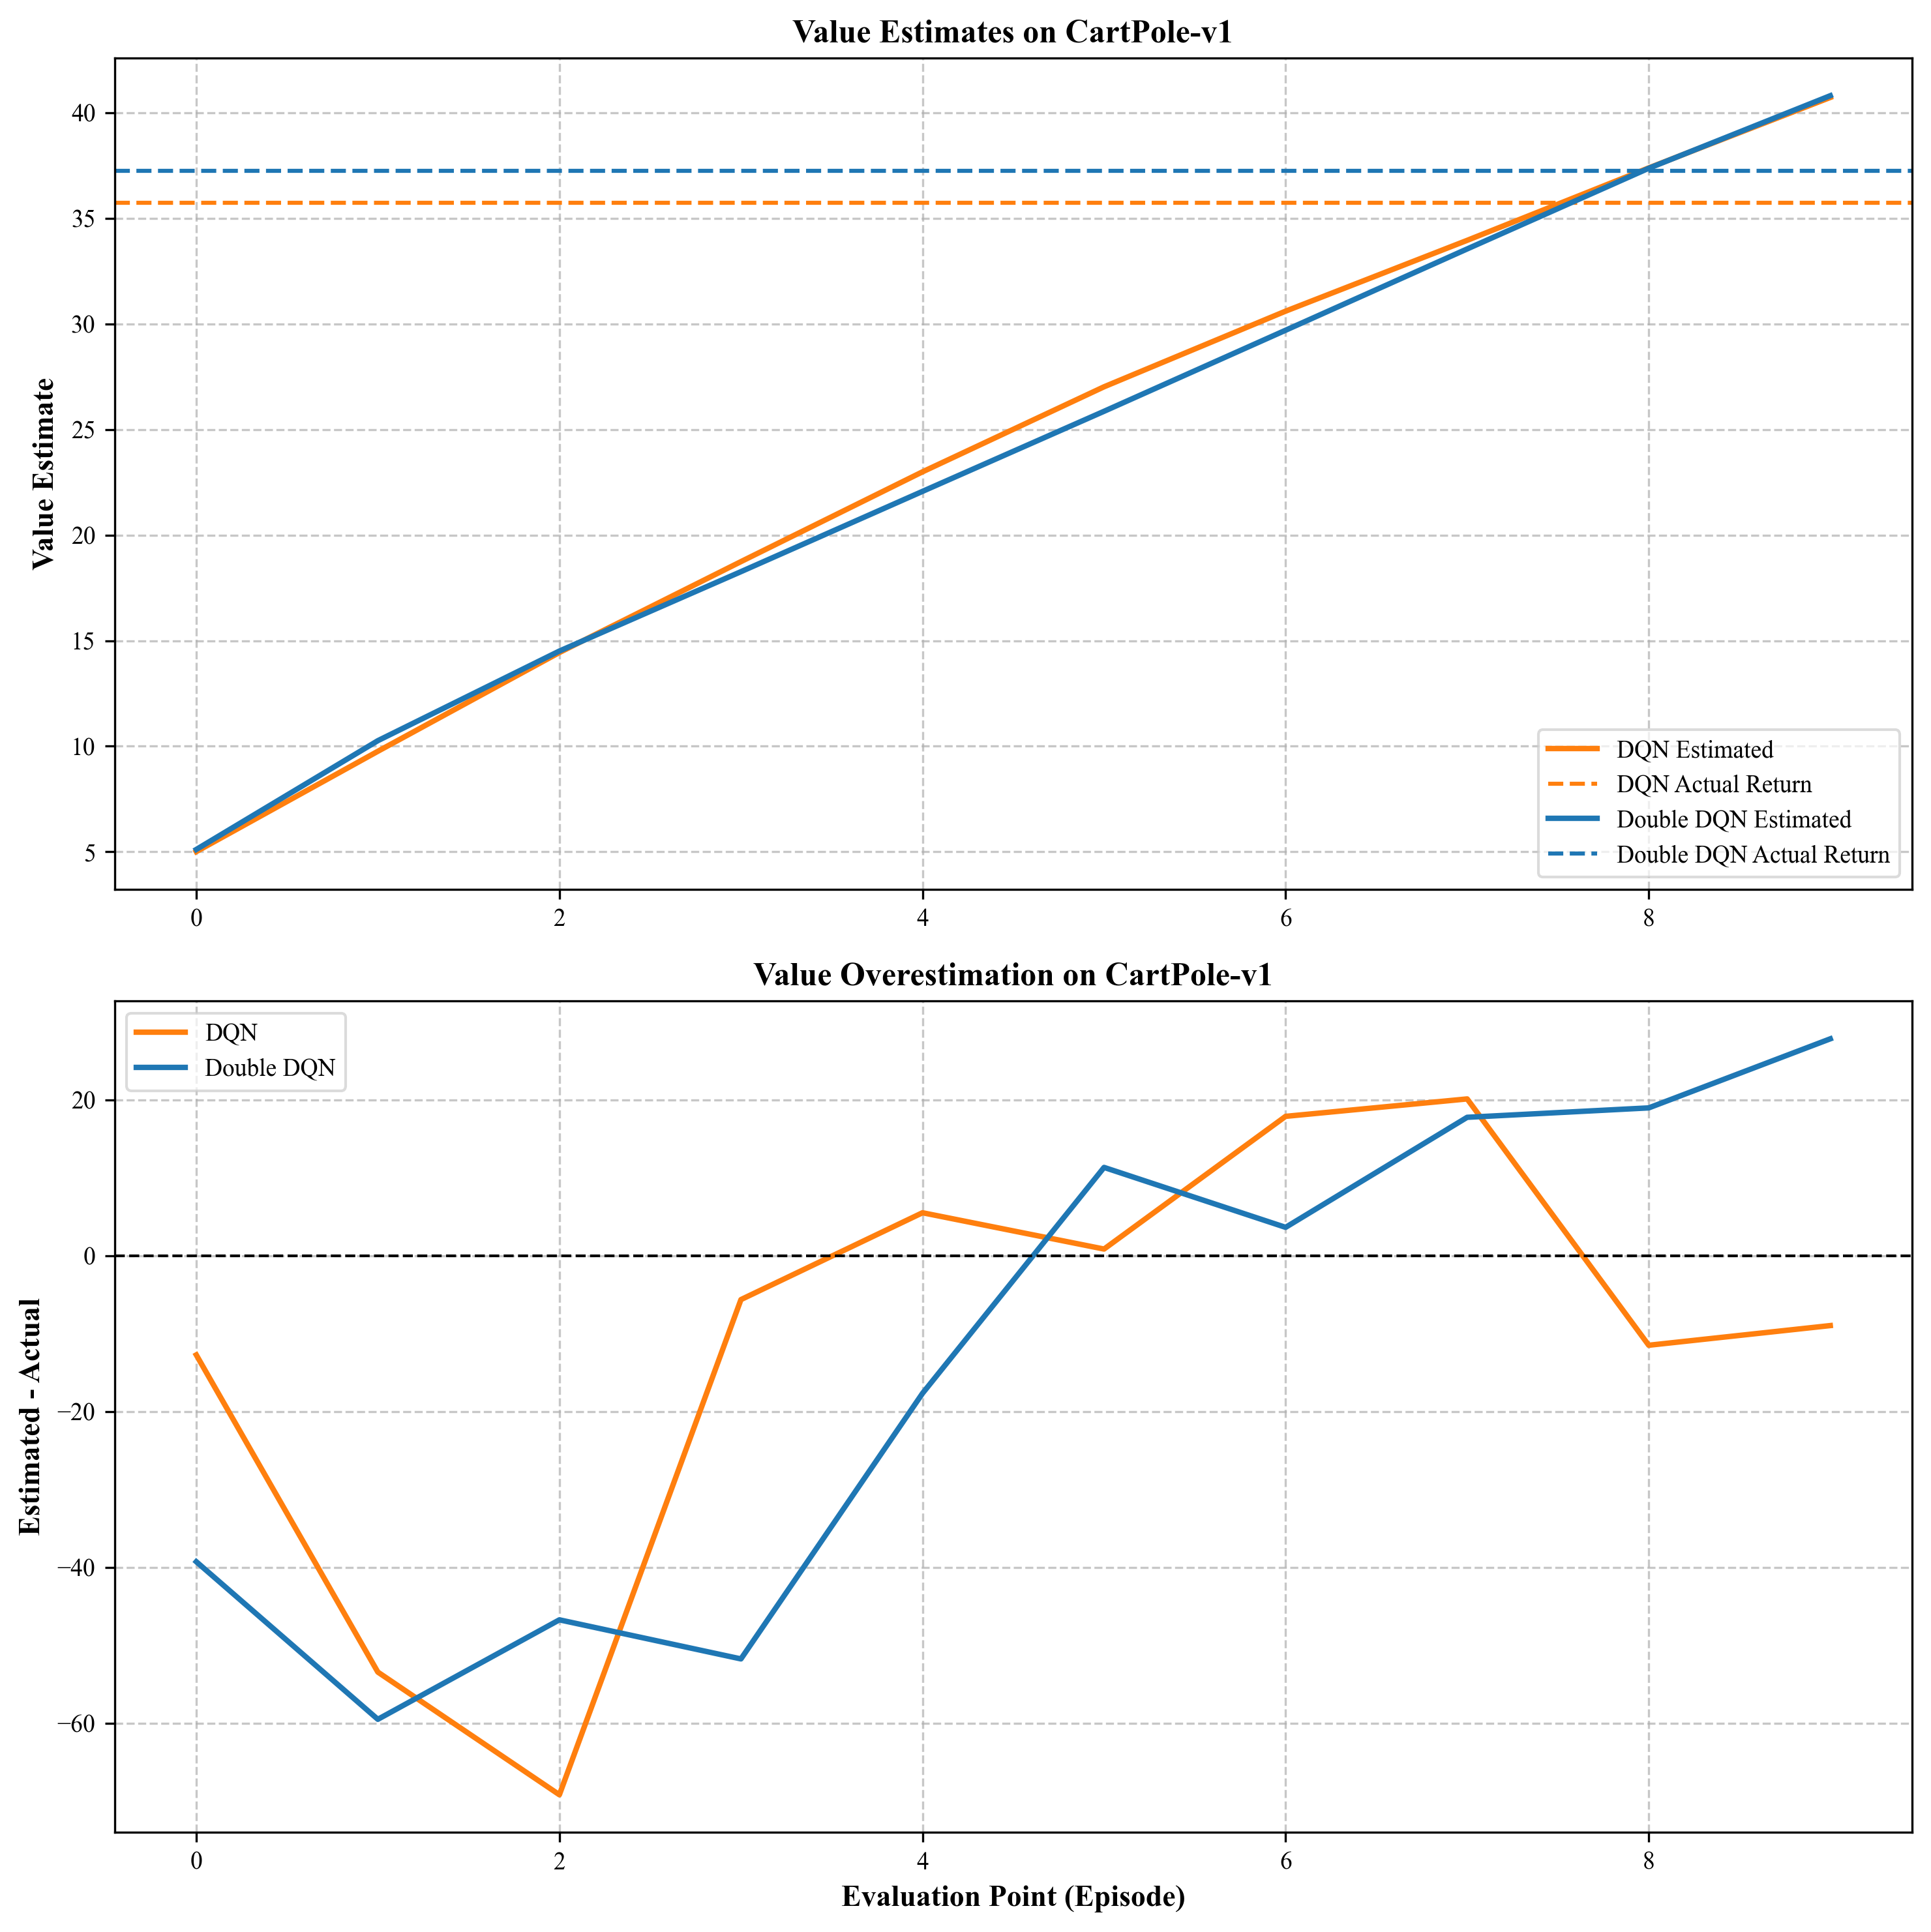 Value Estimates on CartPole-v1
Value Estimate
40
35
30
25
20
15
10
5
0
2
4
6
8
DQN Estimated
DQN Actual Return
Double DQN Estimated
Double DQN Actual Return
Value Overestimation on CartPole-v1
DQN
Double DQN
Estimated - Actual
20
0
−20
−40
−60
0
2
4
6
8
Evaluation Point (Episode)